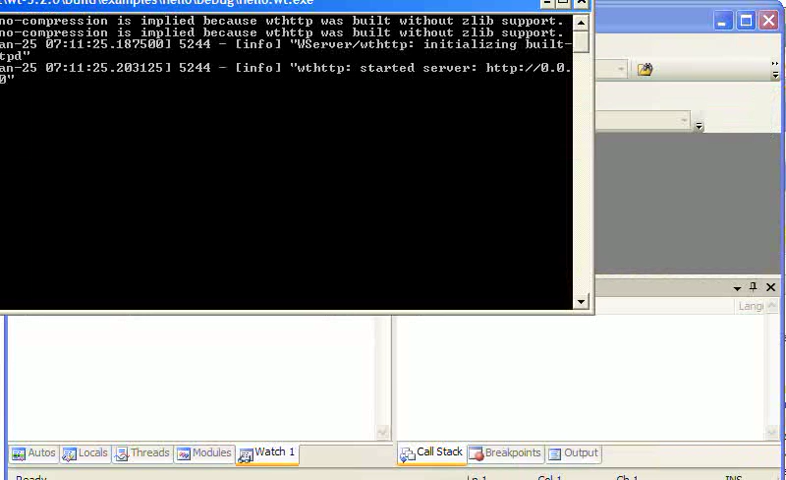 \wt-3.2.0\build\examples\hello\Debug\hello.wt.exe
no-compression is implied because wthttp was built without zlib support.
no-compression is implied because wthttp was built without zlib support.
an-25 07:11:25.187500] 5244 - [info] "WServer/wthttp: initializing built-
tpd"
an-25 07:11:25.203125] 5244 - [info] "wthttp: started server: http://0.0.
0"
Lang
Autos Locals Threads Modules Watch 1 Call Stack Breakpoints Output
Ready Ln 1 Col 1 Ch 1 INS